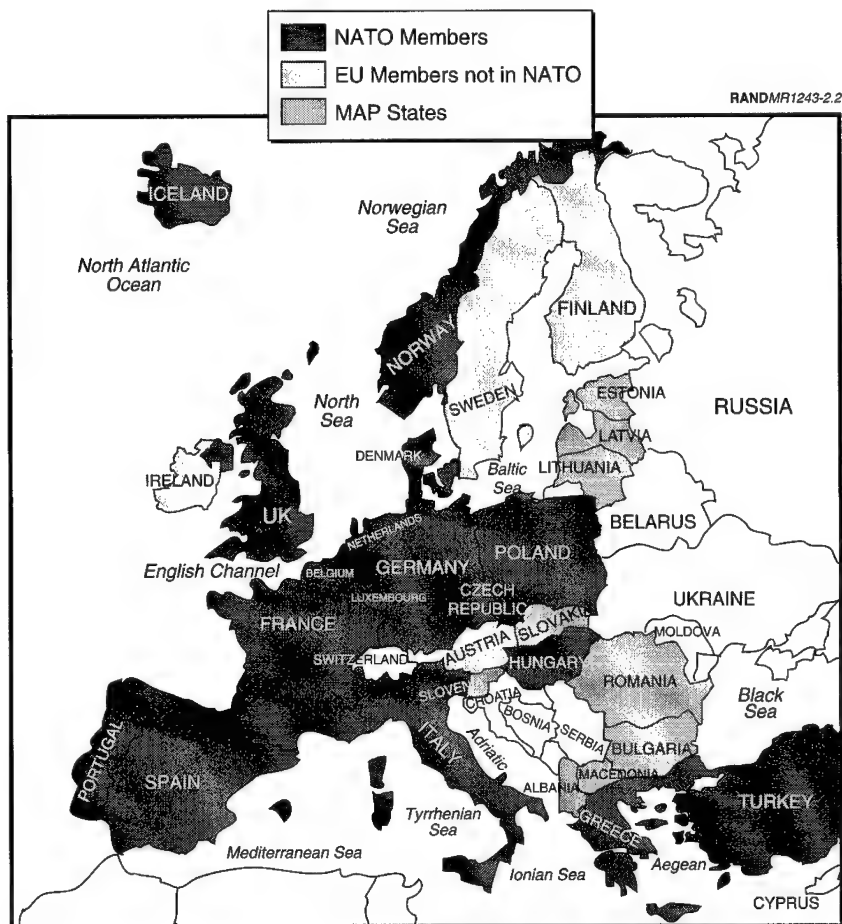 NATO Members
EU Members not in NATO
MAP States
RANDMR1243-2.2
ICELAND
Norwegian
Sea
North Atlantic
Ocean
FINLAND
NORWAY
SWEDEN
North
Sea
ESTONIA
RUSSIA
LATVIA
DENMARK
Baltic
Sea
LITHUANIA
IRELAND
UK
BELARUS
NETHERLANDS
POLAND
English Channel
BELGIUM
GERMANY
LUXEMBOURG
CZECH
REPUBLIC
UKRAINE
FRANCE
SLOVAKI
MOLDOVA
AUSTRIA
SWITZERLAND
HUNGARY
ROMANIA
SLOVEN
CROATIA
BOSNIA
SERBIA
Black
Sea
ITALY
Adriatic
BULGARIA
PORTUGAL
SPAIN
MACEDONIA
ALBANIA
TURKEY
Tyrrhenian
Sea
GREECE
Mediterranean Sea
Ionian Sea
Aegean
CYPRUS